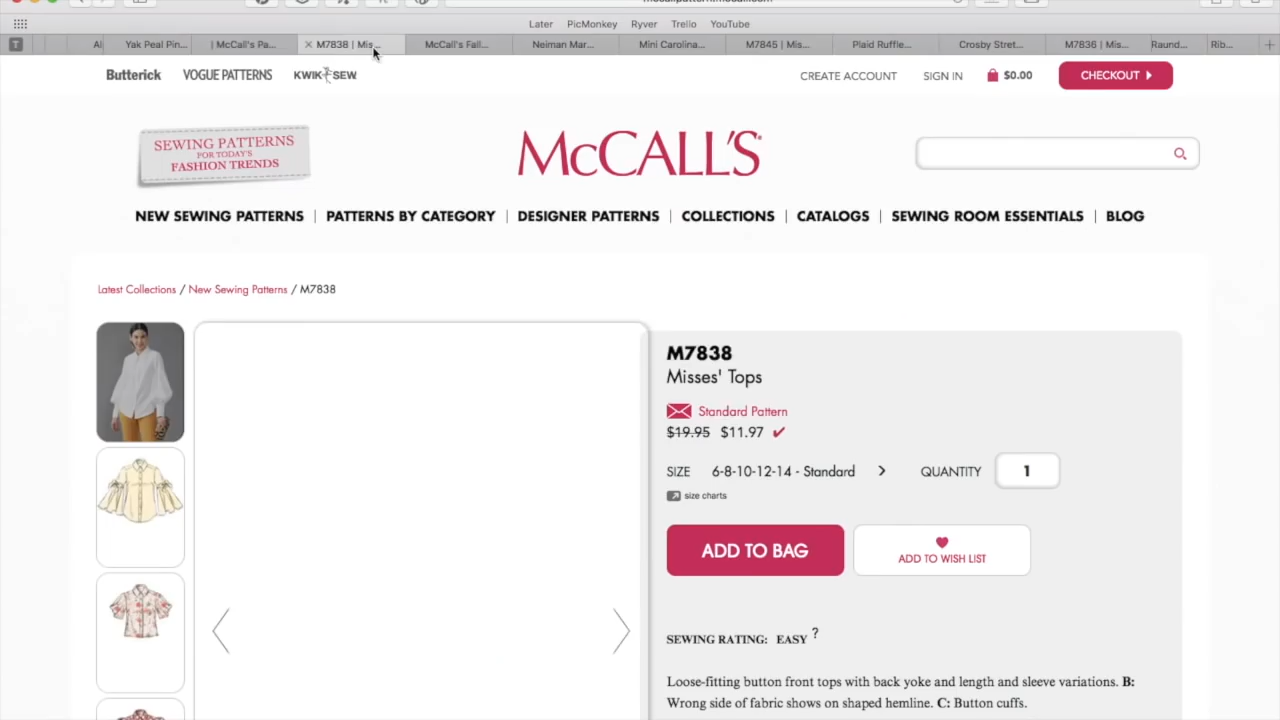 Later PicMonkey Ryver Trello YouTube
T Al Yak Peal Pin... | McCall's Pa... × M7838 | Mis... McCall's Fall... Neiman Mar... Mini Carolina... M7845 | Mis... Plaid Ruffle... Crosby Stret... M7836 | Mis... Raund... Rib... +
Butterick VOGUE PATTERNS KWIK SEW CREATE ACCOUNT SIGN IN $0.00 CHECKOUT
SEWING PATTERNS
FOR TODAY'S
FASHION TRENDS
McCALL'S
NEW SEWING PATTERNS | PATTERNS BY CATEGORY | DESIGNER PATTERNS | COLLECTIONS | CATALOGS | SEWING ROOM ESSENTIALS | BLOG
Latest Collections / New Sewing Patterns / M7838
M7838
Misses' Tops
Standard Pattern
$19.95 $11.97 ✔
SIZE 6-8-10-12-14 - Standard > QUANTITY 1
size charts
ADD TO BAG
ADD TO WISH LIST
SEWING RATING: EASY ?
Loose-fitting button front tops with back yoke and length and sleeve variations. B:
Wrong side of fabric shows on shaped hemline. C: Button cuffs.